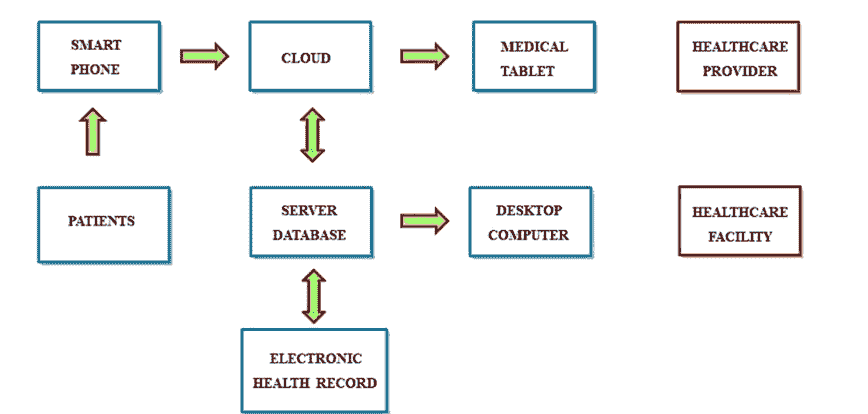 SMART
PHONE
CLOUD
MEDICAL
TABLET
HEALTHCARE
PROVIDER
PATIENTS
SERVER
DATABASE
DESKTOP
COMPUTER
HEALTHCARE
FACILITY
ELECTRONIC
HEALTH RECORD